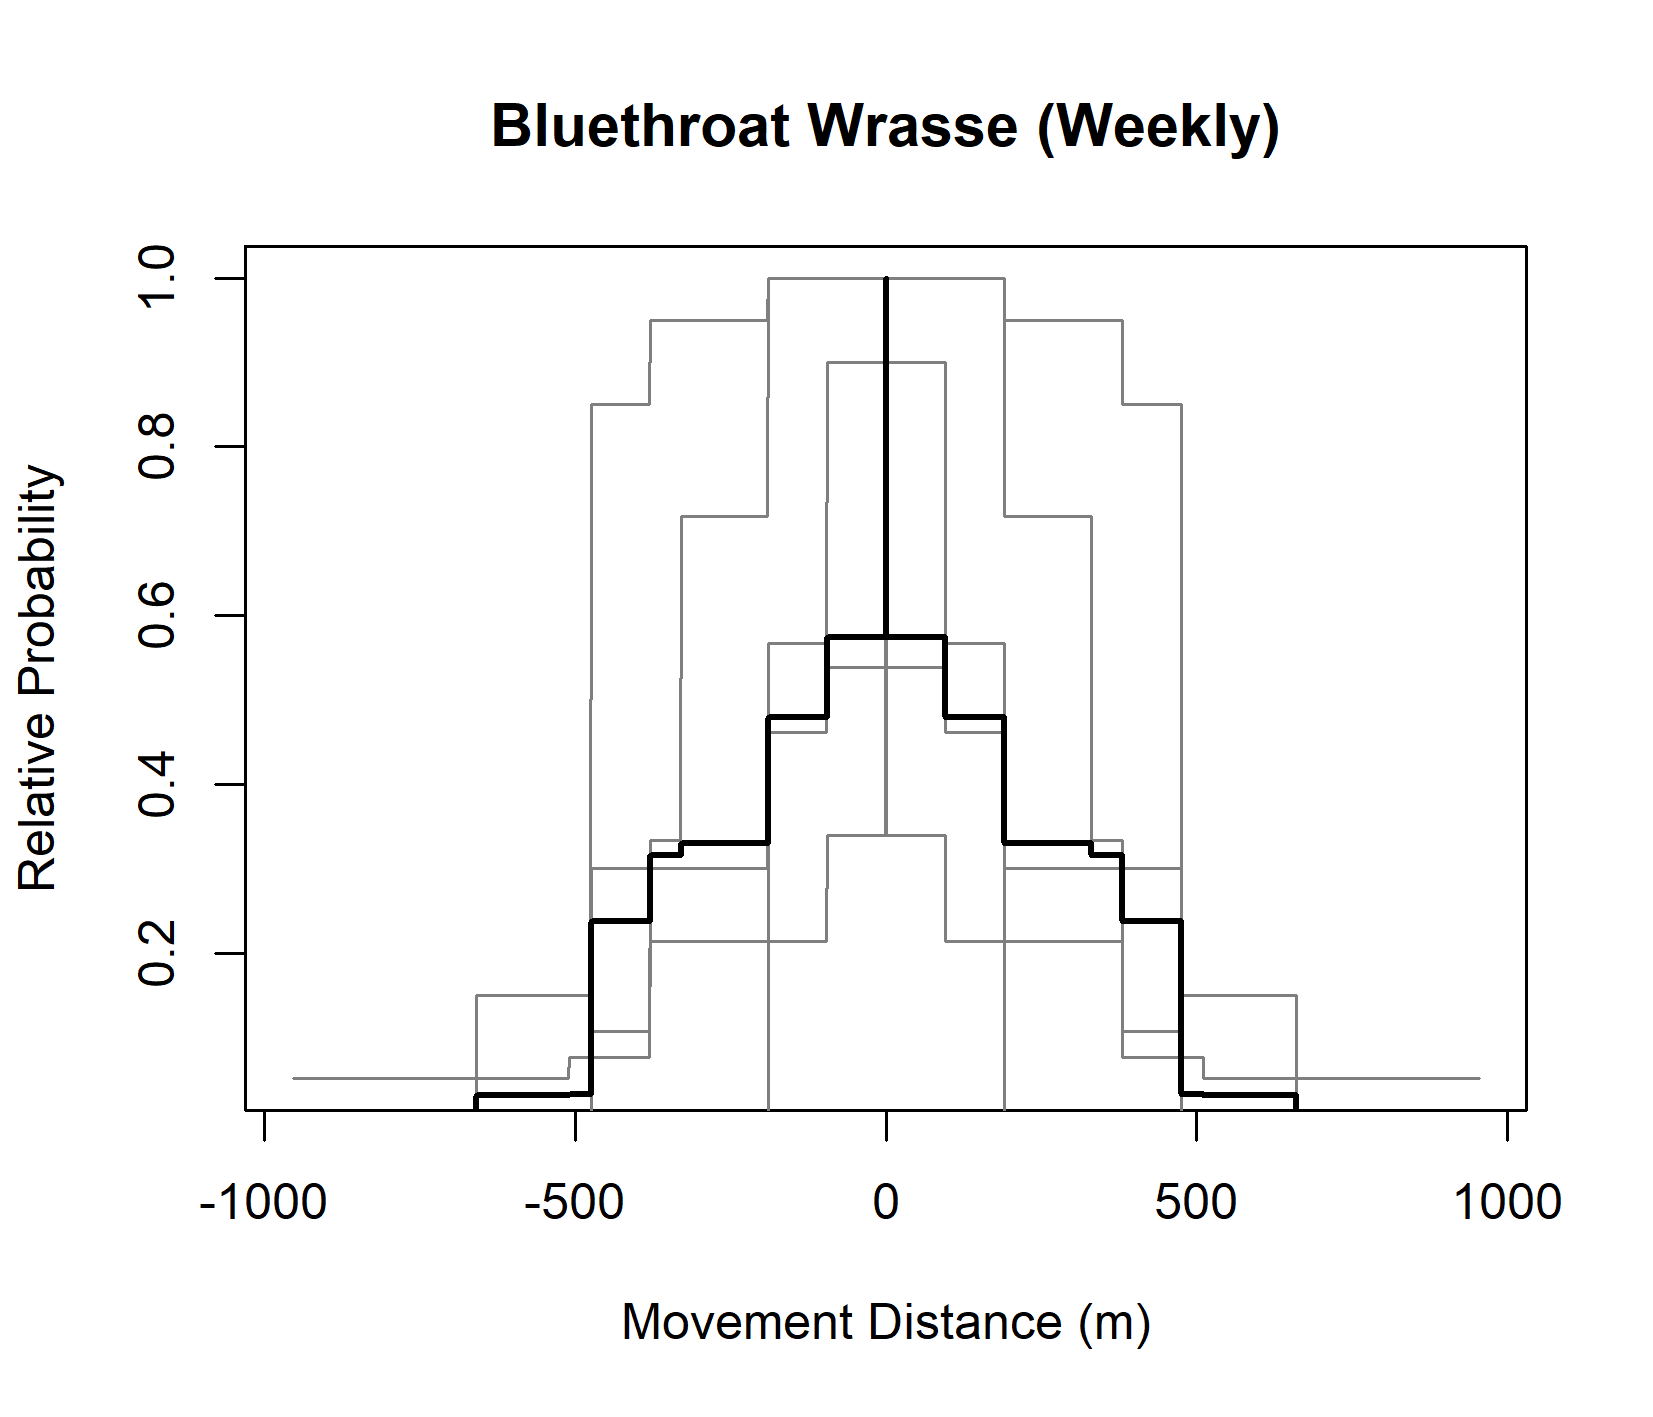 Bluethroat Wrasse (Weekly)
Relative Probability
1.0
0.8
0.6
0.4
0.2
-1000 -500 0 500 1000
Movement Distance (m)